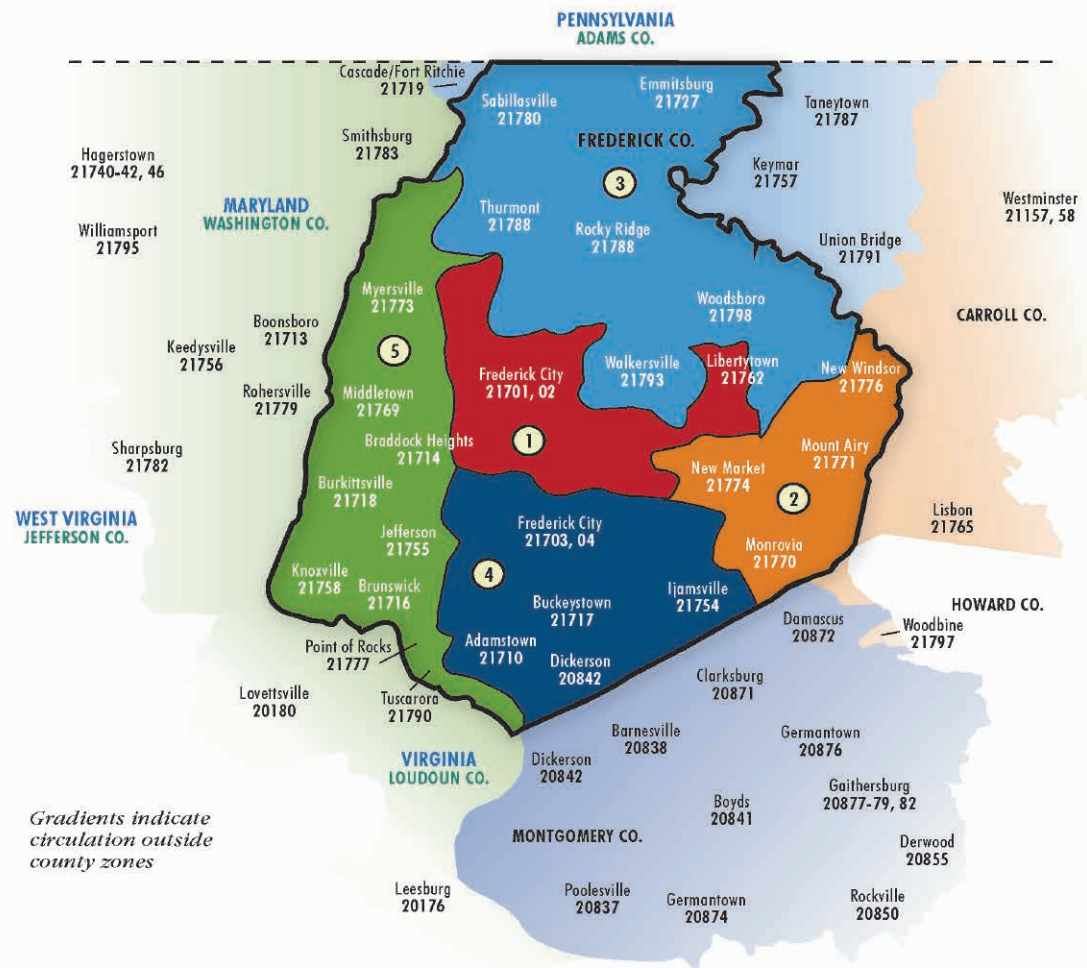 PENNSYLVANIA
ADAMS CO.
Cascade/Fort Ritchie
21719
Sabillasville
21780
Emmitsburg
21727
Taneytown
21787
Smithsburg
21783
FREDERICK CO.
Hagerstown
21740-42, 46
Keymar
21757
3
Westminster
21157, 58
MARYLAND
WASHINGTON CO.
Thurmont
21788
Rocky Ridge
21788
Williamsport
21795
Union Bridge
21791
Myersville
21773
Woodsboro
21798
Boonsboro
21713
CARROLL CO.
Keedysville
21756
5
Frederick City
21701, 02
Walkersville
21793
Libertytown
21762
New Windsor
21776
Rohersville
21779
Middletown
21769
Sharpsburg
21782
Braddock Heights
21714
1
Mount Airy
21771
New Market
21774
Burkittsville
21718
2
WEST VIRGINIA
JEFFERSON CO.
Frederick City
21703, 04
Lisbon
21765
Jefferson
21755
Monrovia
21770
Knoxville
21758
Brunswick
21716
4
Ijamsville
21754
Buckeystown
21717
HOWARD CO.
Damascus
20872
Woodbine
21797
Point of Rocks
21777
Adamstown
21710
Dickerson
20842
Clarksburg
20871
Lovettsville
20180
Tuscarora
21790
Barnesville
20838
Germantown
20876
VIRGINIA
LOUDOUN CO.
Dickerson
20842
Gaithersburg
20877-79, 82
Boyds
20841
Gradients indicate
circulation outside
county zones
MONTGOMERY CO.
Derwood
20855
Leesburg
20176
Poolesville
20837
Germantown
20874
Rockville
20850